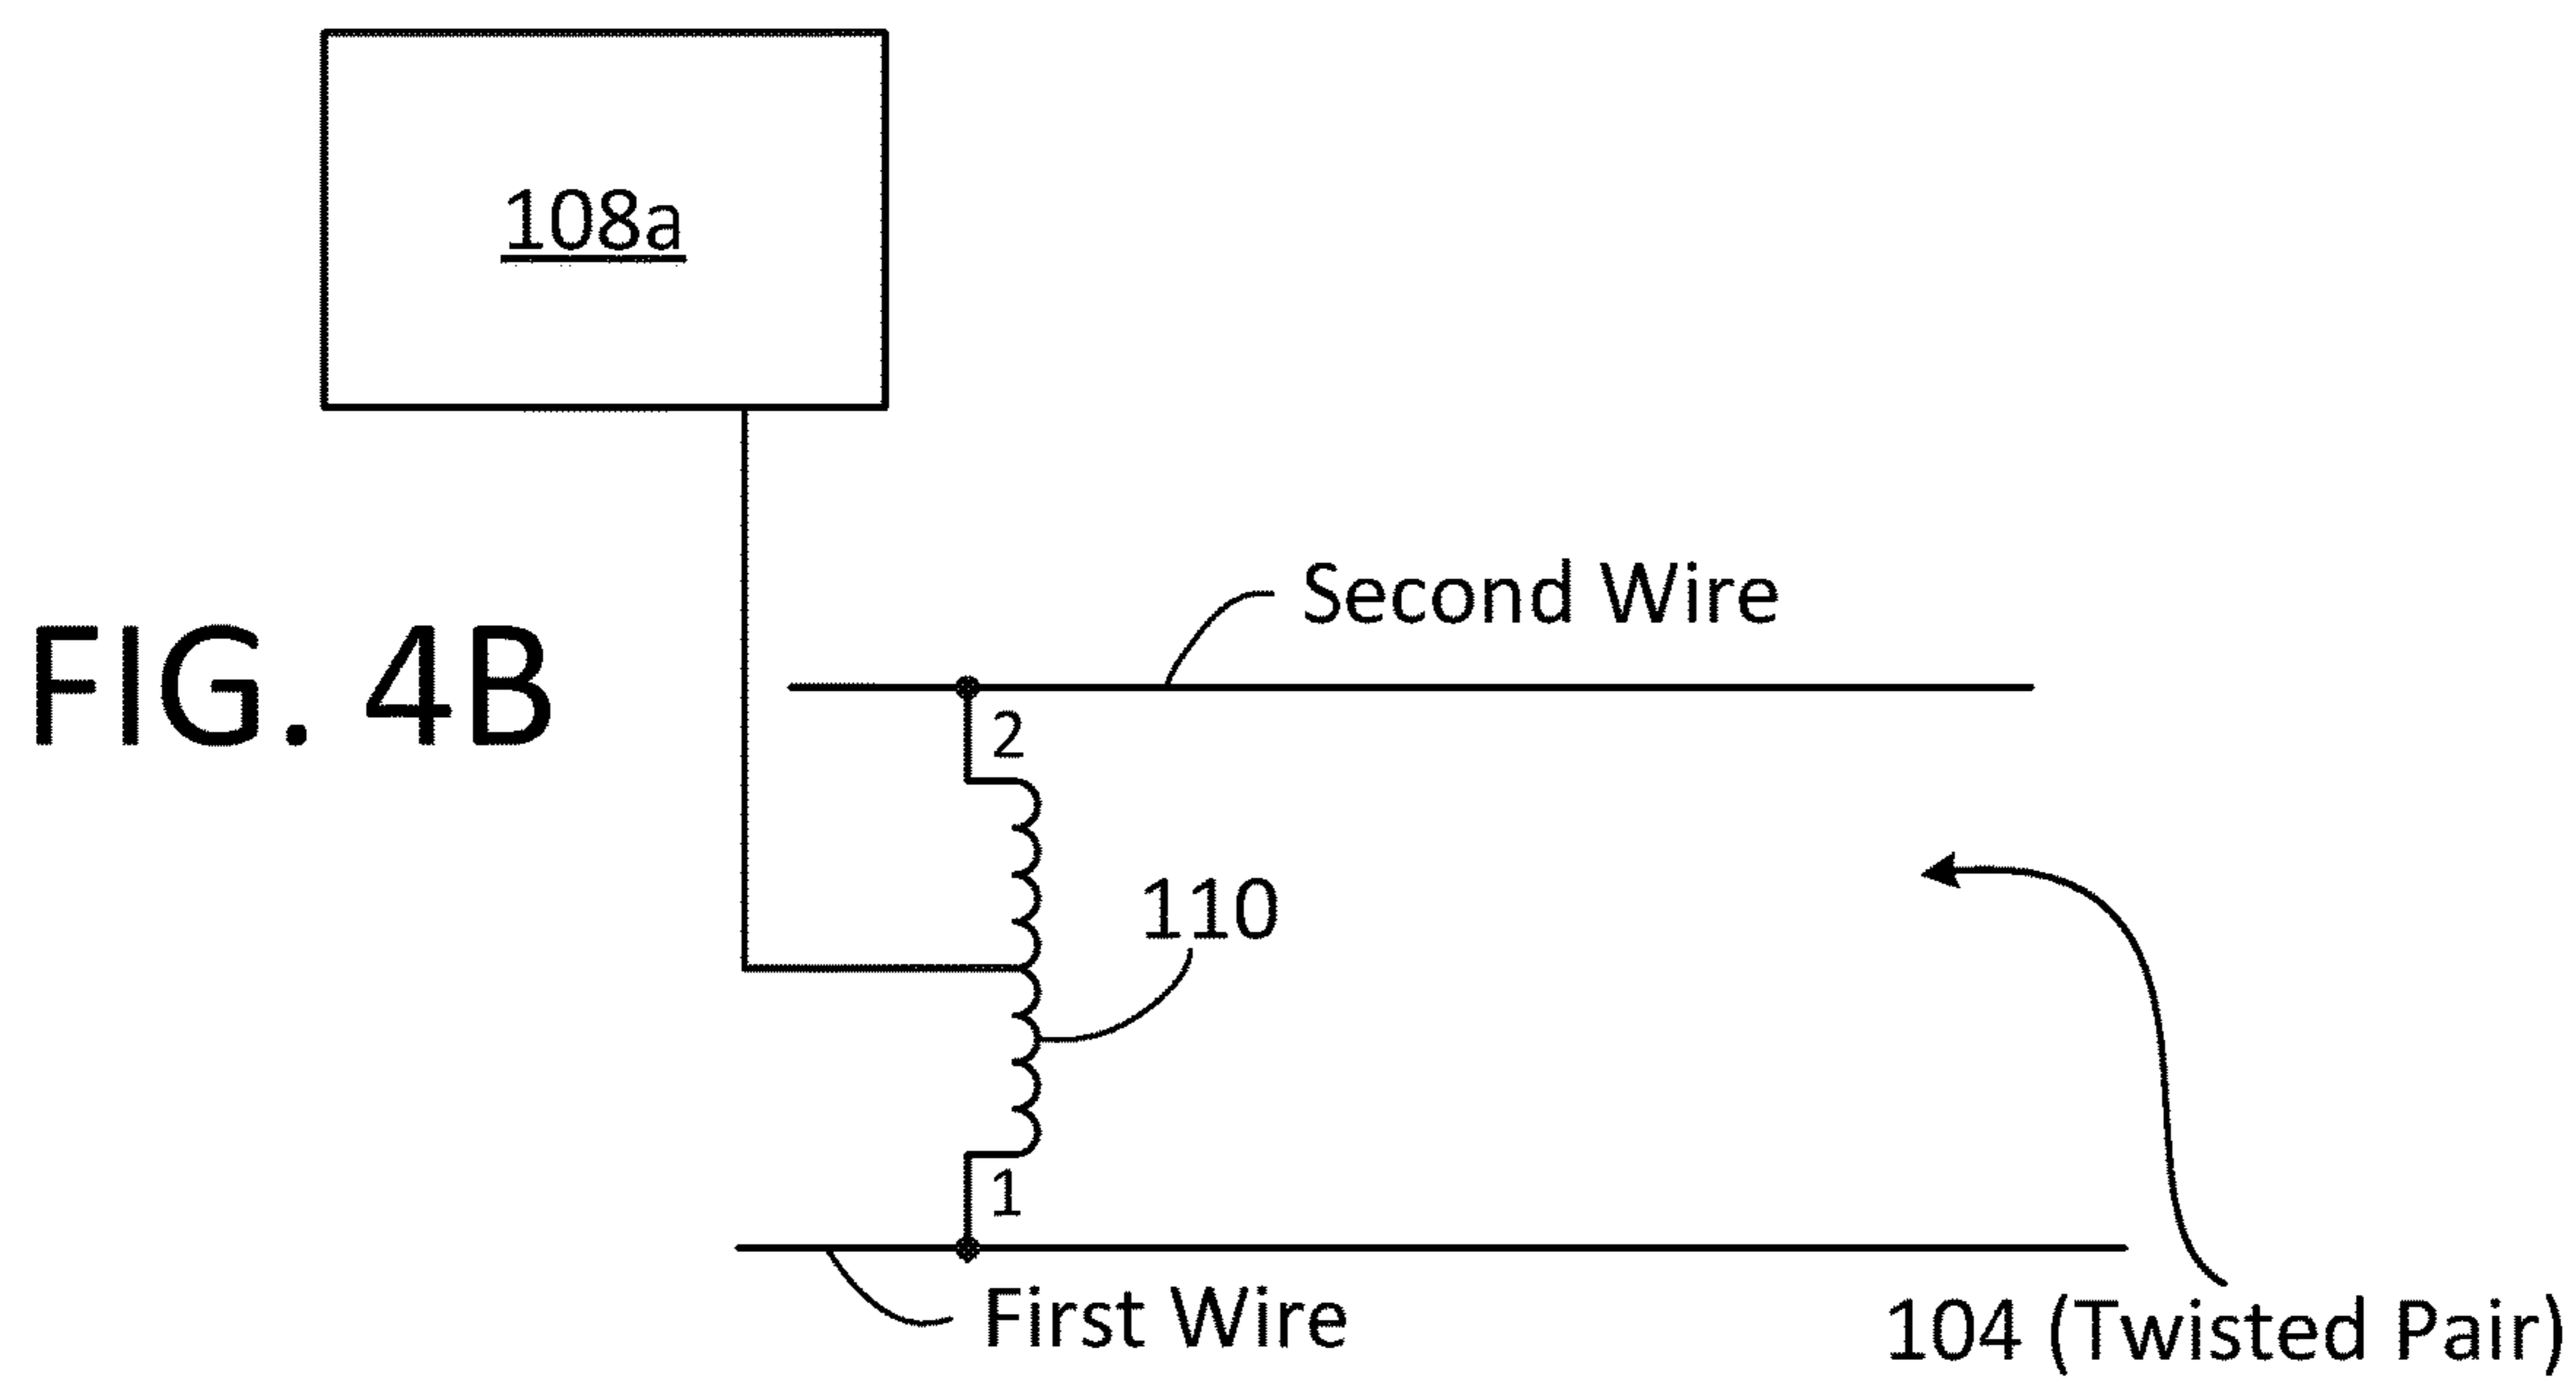 108a
Second Wire
FIG. 4B
2
110
1
First Wire
104 (Twisted Pair)